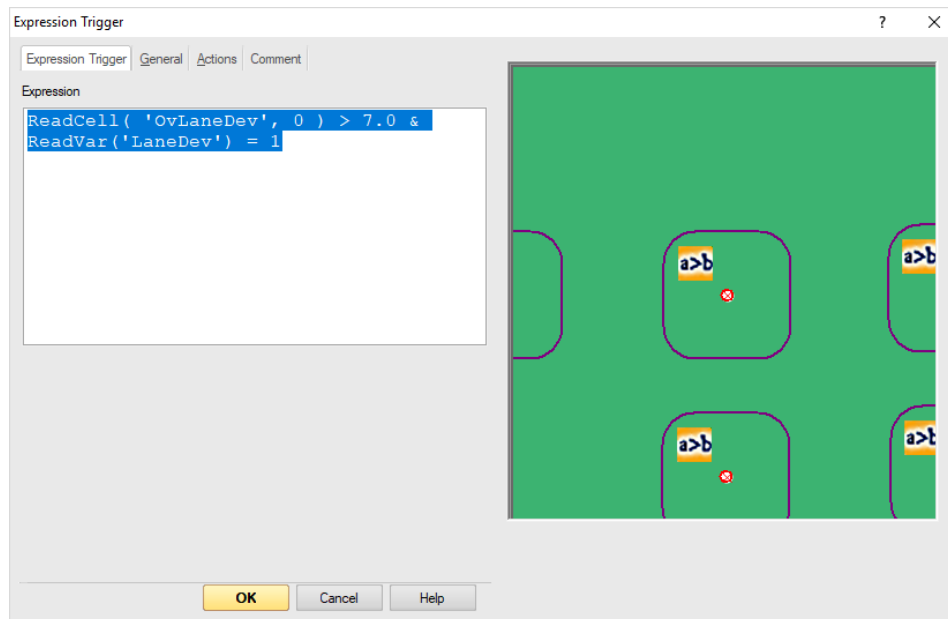 Expression Trigger
? ×
Expression Trigger General Actions Comment
Expression
ReadCell( 'OvLaneDev', 0 ) > 7.0 &
ReadVar('LaneDev') = 1
a>b
a>b
a>b
OK Cancel Help